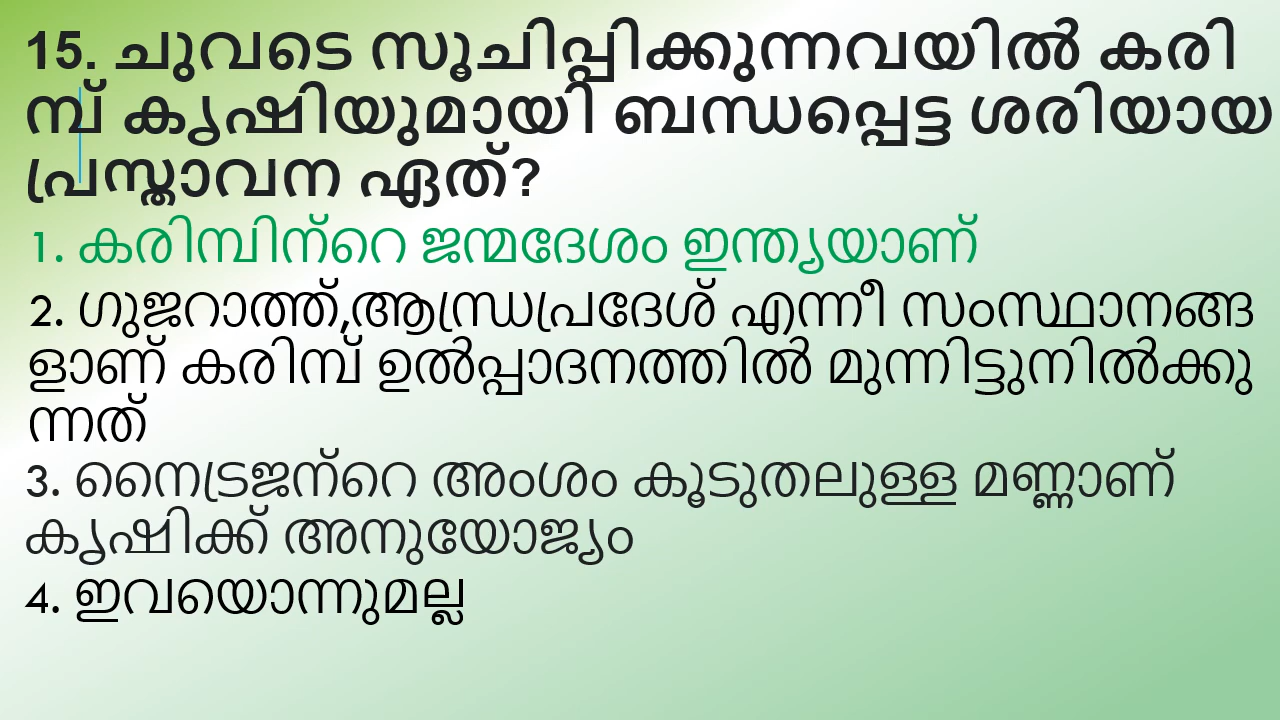 15. ചുവടെ സൂചിപ്പിക്കുന്നവയിൽ കരി
മ്പ് കൃഷിയുമായി ബന്ധപ്പെട്ട ശരിയായ
പ്രസ്താവന ഏത്?
1. കരിമ്പിന്‍റെ ജന്മദേശം ഇന്ത്യയാണ്
2. ഗുജറാത്ത്,ആന്ധ്രപ്രദേശ് എന്നീ സംസ്ഥാനങ്ങ
ളാണ് കരിമ്പ് ഉൽപ്പാദനത്തിൽ മുന്നിട്ടുനിൽക്കു
ന്നത്
3. നൈട്രജന്‍റെ അംശം കൂടുതലുള്ള മണ്ണാണ്
കൃഷിക്ക് അനുയോജ്യം
4. ഇവയൊന്നുമല്ല